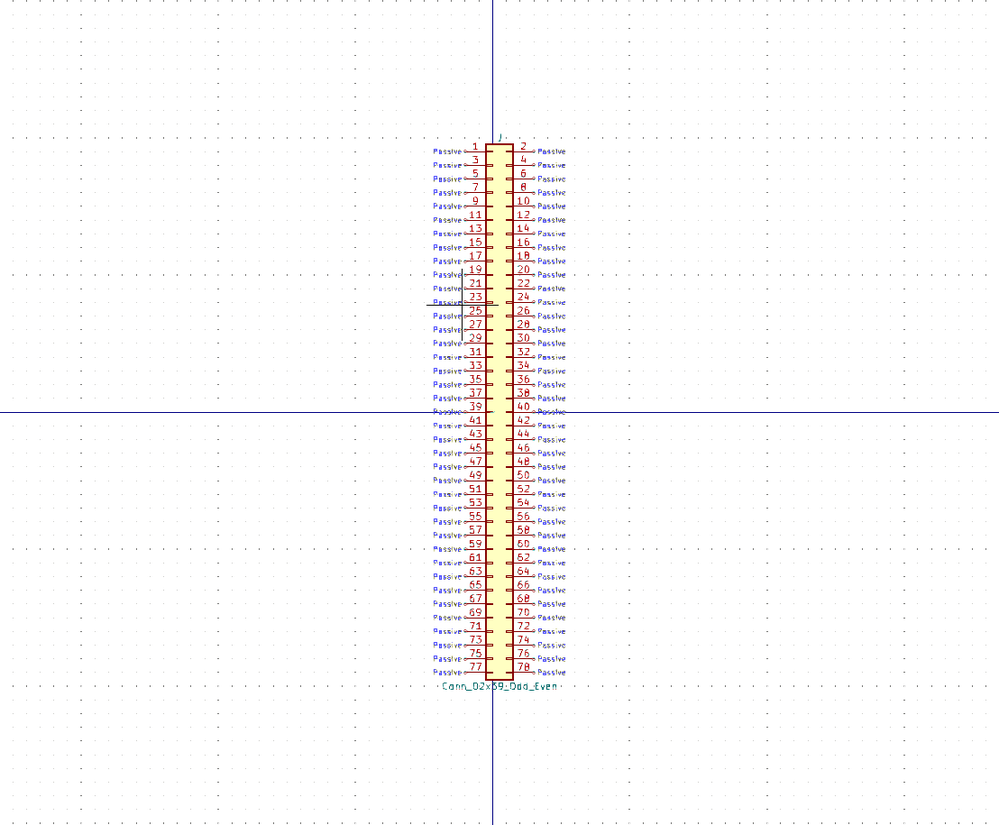 J
Passive 1 2 Passive
Passive 3 4 Passive
Passive 5 6 Passive
Passive 7 8 Passive
Passive 9 10 Passive
Passive 11 12 Passive
Passive 13 14 Passive
Passive 15 16 Passive
Passive 17 18 Passive
Passive 19 20 Passive
Passive 21 22 Passive
Passive 23 24 Passive
Passive 25 26 Passive
Passive 27 28 Passive
Passive 29 30 Passive
Passive 31 32 Passive
Passive 33 34 Passive
Passive 35 36 Passive
Passive 37 38 Passive
Passive 39 40 Passive
Passive 41 42 Passive
Passive 43 44 Passive
Passive 45 46 Passive
Passive 47 48 Passive
Passive 49 50 Passive
Passive 51 52 Passive
Passive 53 54 Passive
Passive 55 56 Passive
Passive 57 58 Passive
Passive 59 60 Passive
Passive 61 62 Passive
Passive 63 64 Passive
Passive 65 66 Passive
Passive 67 68 Passive
Passive 69 70 Passive
Passive 71 72 Passive
Passive 73 74 Passive
Passive 75 76 Passive
Passive 77 78 Passive
Conn_02x39_Odd_Even